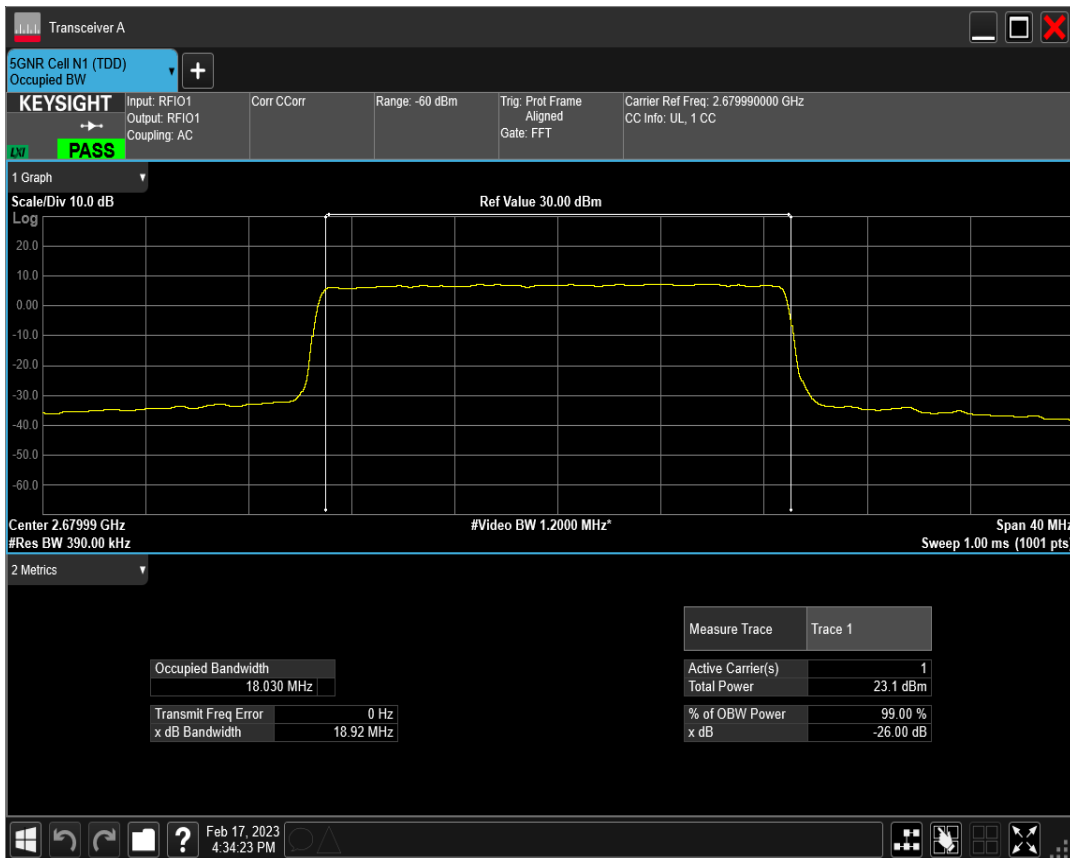 Transceiver A
5GNR Cell N1 (TDD)
Occupied BW
+
KEYSIGHT
LXI
PASS
Input: RFIO1
Output: RFIO1
Coupling: AC
Corr CCorr
Range: -60 dBm
Trig: Prot Frame
Aligned
Gate: FFT
Carrier Ref Freq: 2.679990000 GHz
CC Info: UL, 1 CC
1 Graph
Scale/Div 10.0 dB
Ref Value 30.00 dBm
Log
20.0
10.0
0.00
-10.0
-20.0
-30.0
-40.0
-50.0
-60.0
Center 2.67999 GHz
#Video BW 1.2000 MHz*
Span 40 MHz
#Res BW 390.00 kHz
Sweep 1.00 ms (1001 pts)
2 Metrics
Measure Trace Trace 1
Occupied Bandwidth
18.030 MHz
Active Carrier(s) 1
Total Power 23.1 dBm
Transmit Freq Error 0 Hz
x dB Bandwidth 18.92 MHz
% of OBW Power 99.00 %
x dB -26.00 dB
?
Feb 17, 2023
4:34:23 PM